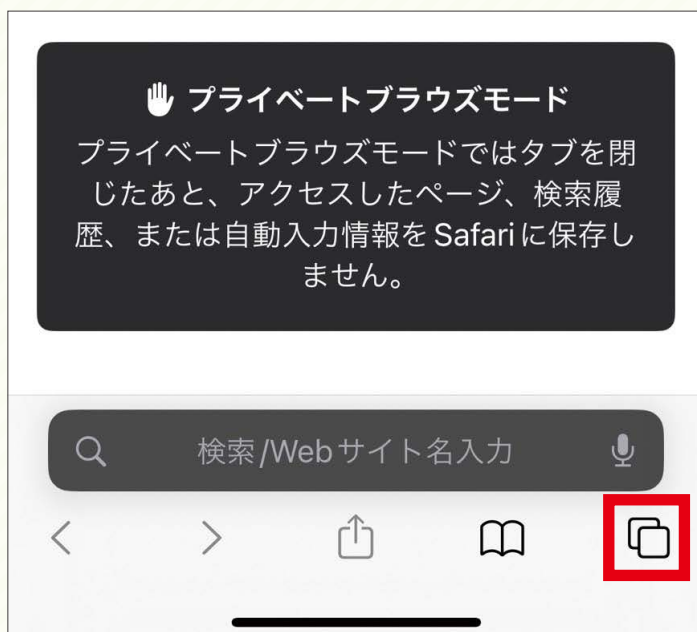 プライベートブラウズモード
プライベートブラウズモードではタブを閉
じたあと、アクセスしたページ、検索履
歴、または自動入力情報をSafariに保存し
ません。
検索/Webサイト名入力